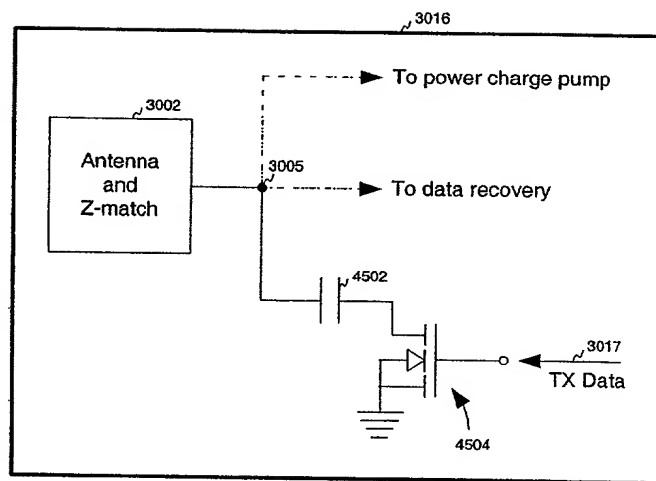 3016
To power charge pump
3002
Antenna
and
Z-match
3005
To data recovery
4502
3017
TX Data
4504